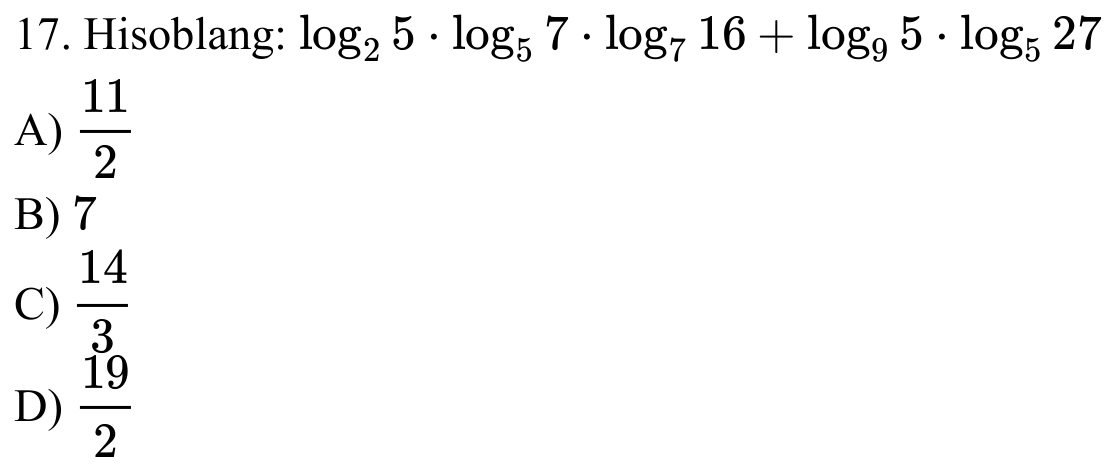 17. Hisoblang: log₂ 5 · log₅ 7 · log₇ 16 + log₉ 5 · log₅ 27
A) 11/2
B) 7
C) 14/3
D) 19/2